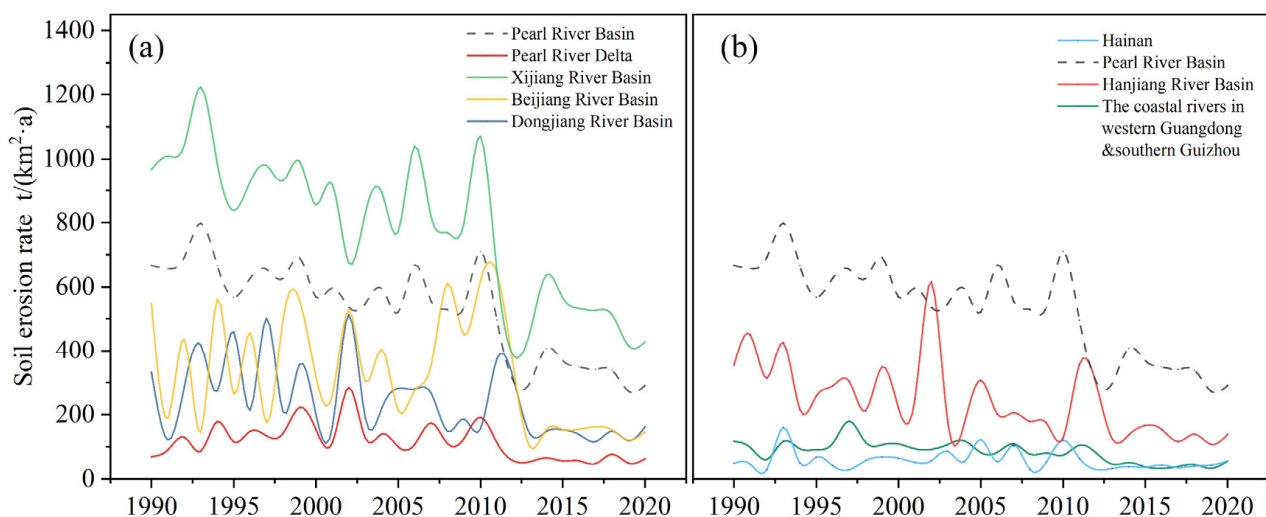 Soil erosion rate t/(km²·a)
1400
1200
1000
800
600
400
200
0
(a)
Pearl River Basin
Pearl River Delta
Xijiang River Basin
Beijiang River Basin
Dongjiang River Basin
1990 1995 2000 2005 2010 2015 2020
(b)
Hainan
Pearl River Basin
Hanjiang River Basin
The coastal rivers in
western Guangdong
&southern Guizhou
1990 1995 2000 2005 2010 2015 2020